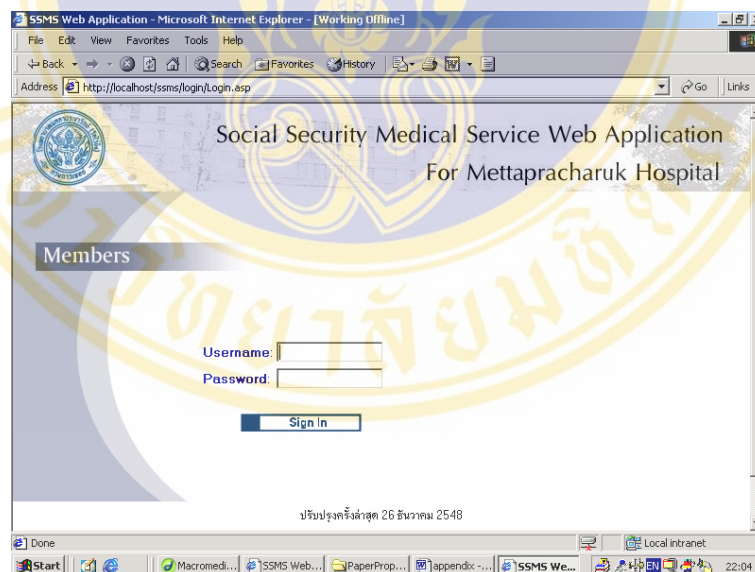 SSMS Web Application - Microsoft Internet Explorer - [Working Offline]
File Edit View Favorites Tools Help
Back Search Favorites History
Address http://localhost/ssms/login/Login.asp Go Links
Social Security Medical Service Web Application
For Mettapracharuk Hospital
Members
Username:
Password:
Sign In
ปรับปรุงครั้งล่าสุด 26 ธันวาคม 2548
Done Local intranet
Start Macromedi... SSMS Web... PaperProp... appendix -... SSMS We... EN 22:04